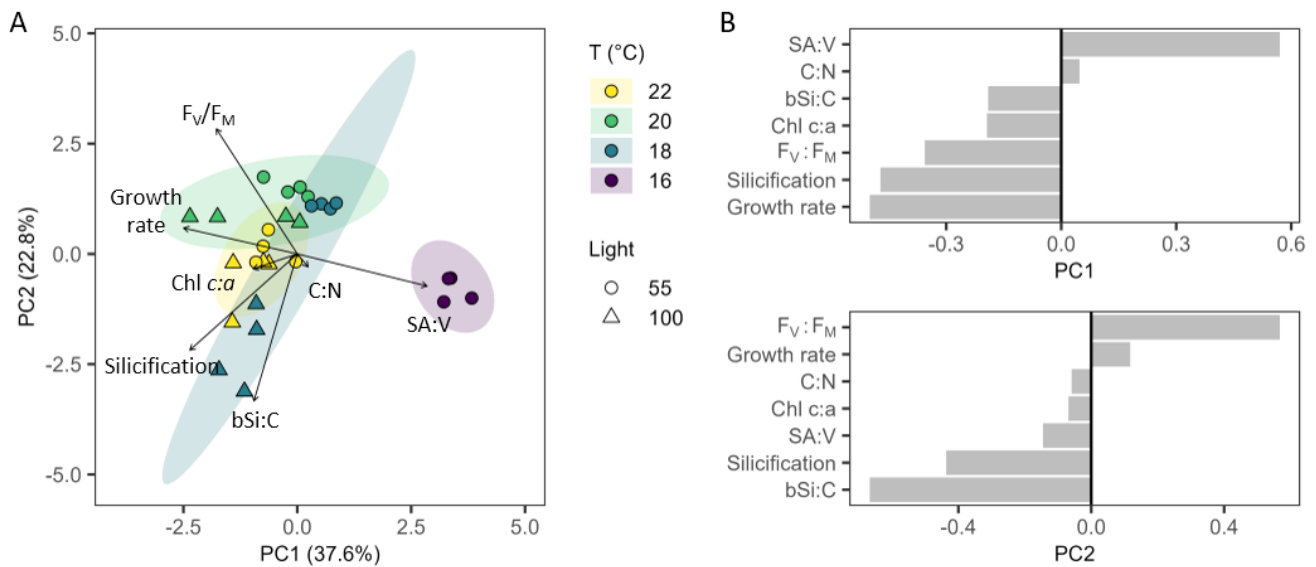 A
5.0
2.5
0.0
-2.5
-5.0
PC2 (22.8%)
-2.5
0.0
2.5
5.0
PC1 (37.6%)
FV/FM
Growth
rate
Chl c:a
C:N
SA:V
Silicification
bSi:C
T (°C)
22
20
18
16
Light
55
100
B
SA:V
C:N
bSi:C
Chl c:a
FV:FM
Silicification
Growth rate
-0.3
0.0
0.3
0.6
PC1
FV:FM
Growth rate
C:N
Chl c:a
SA:V
Silicification
bSi:C
-0.4
0.0
0.4
PC2